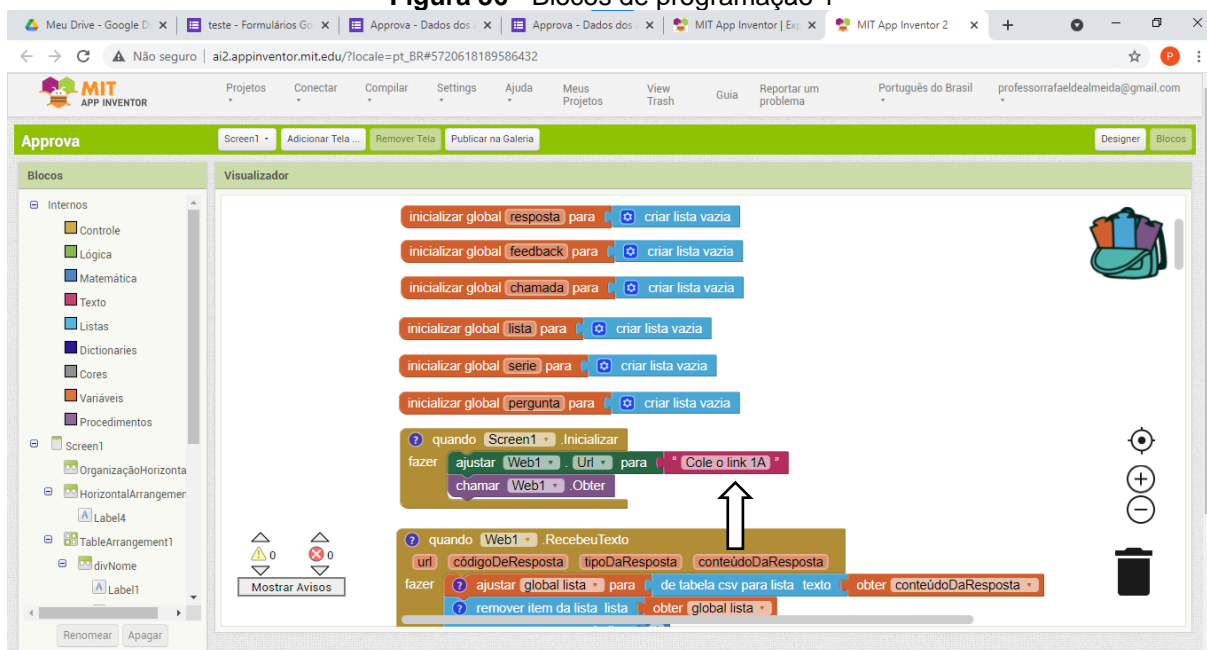 Figura 36 - Blocos de programação 1
Meu Drive - Google D
teste - Formulários Go
Approva - Dados dos
Approva - Dados dos
MIT App Inventor | Exp
MIT App Inventor 2
Não seguro | ai2.appinventor.mit.edu/?locale=pt_BR#5720618189586432
P
MIT
APP INVENTOR
Projetos
Conectar
Compilar
Settings
Ajuda
Meus Projetos
View Trash
Guia
Reportar um problema
Português do Brasil
professorrafaeldealmeida@gmail.com
Approva
Screen1
Adicionar Tela ...
Remover Tela
Publicar na Galeria
Designer
Blocos
Blocos
Visualizador
Internos
Controle
Lógica
Matemática
Texto
Listas
Dictionaries
Cores
Variáveis
Procedimentos
Screen1
OrganizaçãoHorizonta
HorizontalArrangemen
A Label4
TableArrangement1
divNome
A Label1
Renomear
Apagar
inicializar global resposta para criar lista vazia
inicializar global feedback para criar lista vazia
inicializar global chamada para criar lista vazia
inicializar global lista para criar lista vazia
inicializar global serie para criar lista vazia
inicializar global pergunta para criar lista vazia
? quando Screen1 .Inicializar
fazer ajustar Web1 . Url para " Cole o link 1A "
chamar Web1 .Obter
? quando Web1 .RecebeuTexto
url códigoDeResposta tipoDaResposta conteúdoDaResposta
fazer ? ajustar global lista para de tabela csv para lista texto obter conteúdoDaResposta
? remover item da lista lista obter global lista
0
0
Mostrar Avisos